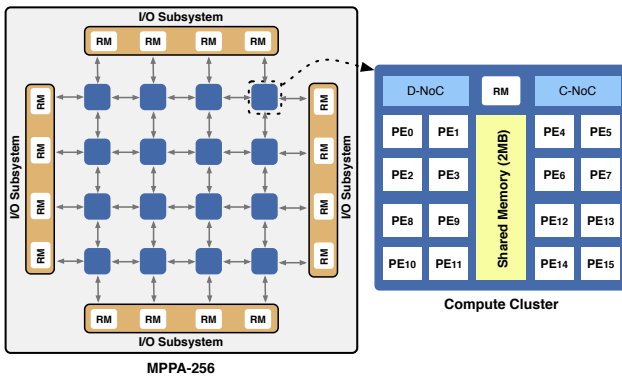 I/O Subsystem
RM RM RM RM
I/O Subsystem
RM
RM
RM
RM
RM
RM
RM
RM
I/O Subsystem
RM RM RM RM
I/O Subsystem
MPPA-256
D-NoC RM C-NoC
PE0 PE1 PE4 PE5
PE2 PE3 PE6 PE7
Shared Memory (2MB)
PE8 PE9 PE12 PE13
PE10 PE11 PE14 PE15
Compute Cluster